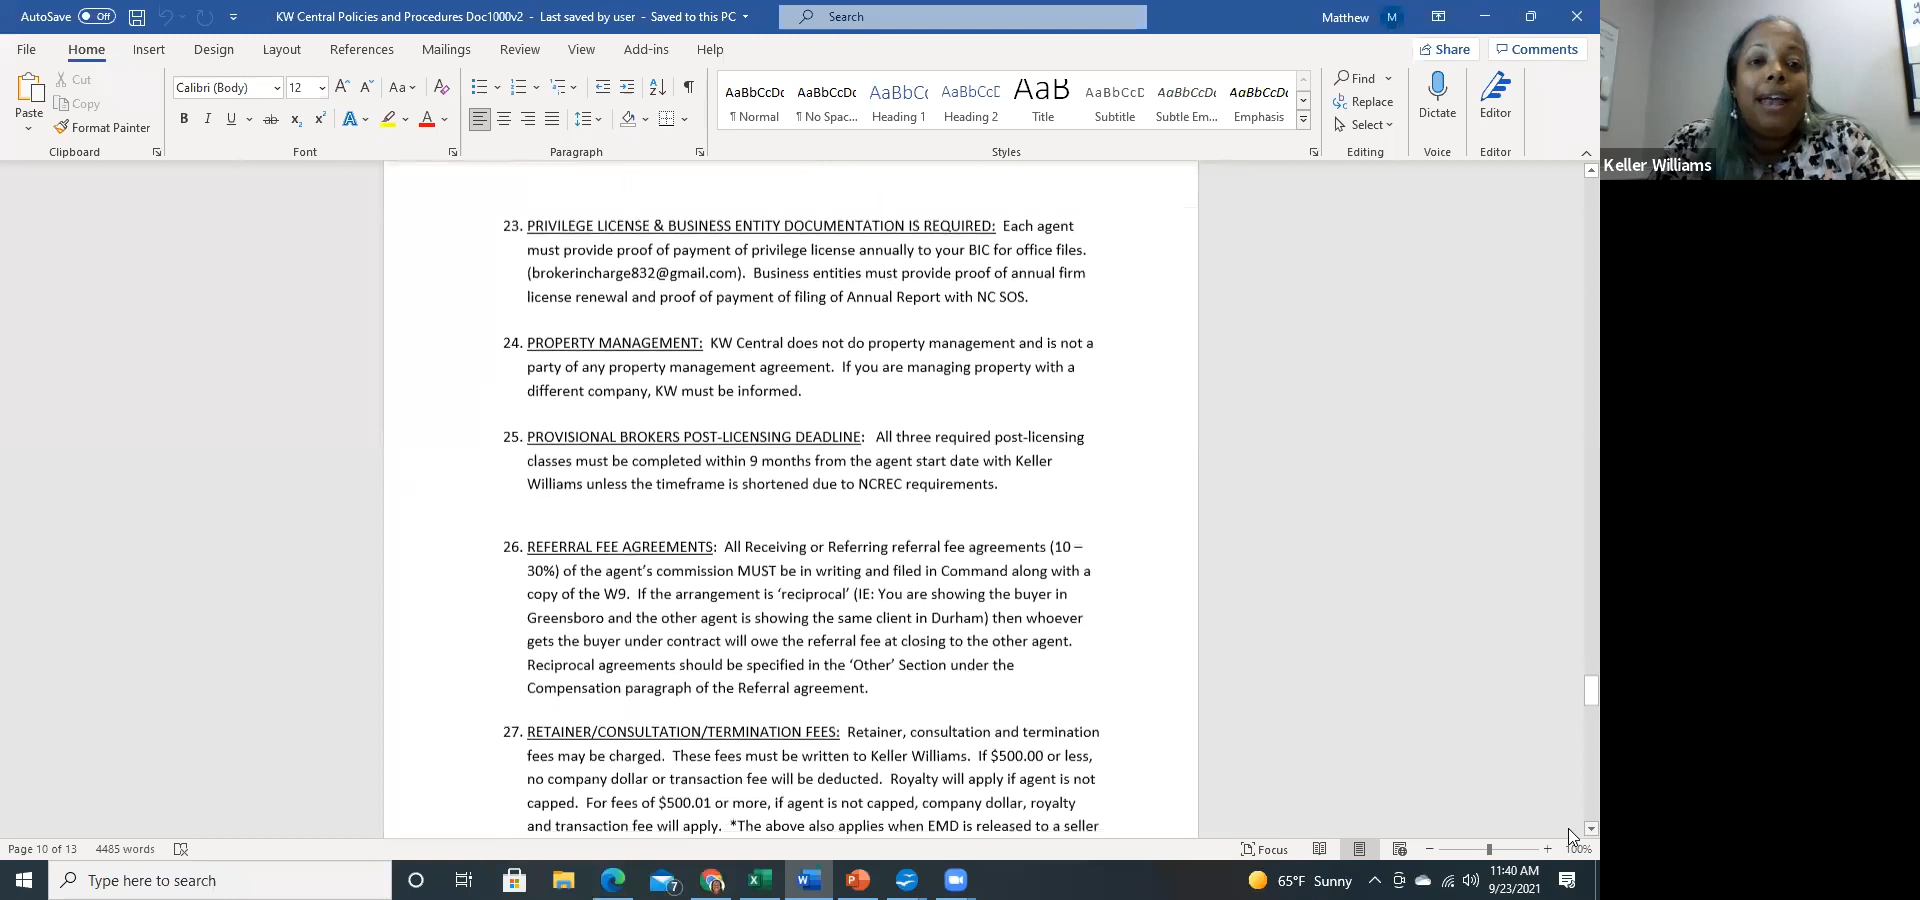 AutoSave Off KW Central Policies and Procedures Doc1000v2 - Last saved by user - Saved to this PC Search Matthew M
File Home Insert Design Layout References Mailings Review View Add-ins Help Share Comments
Paste Cut Copy Format Painter
Calibri (Body) 12 Aa
B I U ab x₂ x² A A
AaBbCcDc AaBbCcDc AaBbCc AaBbCcD AaB AaBbCcD AaBbCcDc AaBbCcDc
¶ Normal ¶ No Spac... Heading 1 Heading 2 Title Subtitle Subtle Em... Emphasis
Find Replace Select Dictate Editor
Clipboard Font Paragraph Styles Editing Voice Editor
Keller Williams
23. PRIVILEGE LICENSE & BUSINESS ENTITY DOCUMENTATION IS REQUIRED: Each agent
must provide proof of payment of privilege license annually to your BIC for office files.
(brokerincharge832@gmail.com). Business entities must provide proof of annual firm
license renewal and proof of payment of filing of Annual Report with NC SOS.
24. PROPERTY MANAGEMENT: KW Central does not do property management and is not a
party of any property management agreement. If you are managing property with a
different company, KW must be informed.
25. PROVISIONAL BROKERS POST-LICENSING DEADLINE: All three required post-licensing
classes must be completed within 9 months from the agent start date with Keller
Williams unless the timeframe is shortened due to NCREC requirements.
26. REFERRAL FEE AGREEMENTS: All Receiving or Referring referral fee agreements (10 –
30%) of the agent’s commission MUST be in writing and filed in Command along with a
copy of the W9. If the arrangement is ‘reciprocal’ (IE: You are showing the buyer in
Greensboro and the other agent is showing the same client in Durham) then whoever
gets the buyer under contract will owe the referral fee at closing to the other agent.
Reciprocal agreements should be specified in the ‘Other’ Section under the
Compensation paragraph of the Referral agreement.
27. RETAINER/CONSULTATION/TERMINATION FEES: Retainer, consultation and termination
fees may be charged. These fees must be written to Keller Williams. If $500.00 or less,
no company dollar or transaction fee will be deducted. Royalty will apply if agent is not
capped. For fees of $500.01 or more, if agent is not capped, company dollar, royalty
and transaction fee will apply. *The above also applies when EMD is released to a seller
Page 10 of 13 4485 words Focus 100%
Type here to search 7 65°F Sunny 11:40 AM
9/23/2021